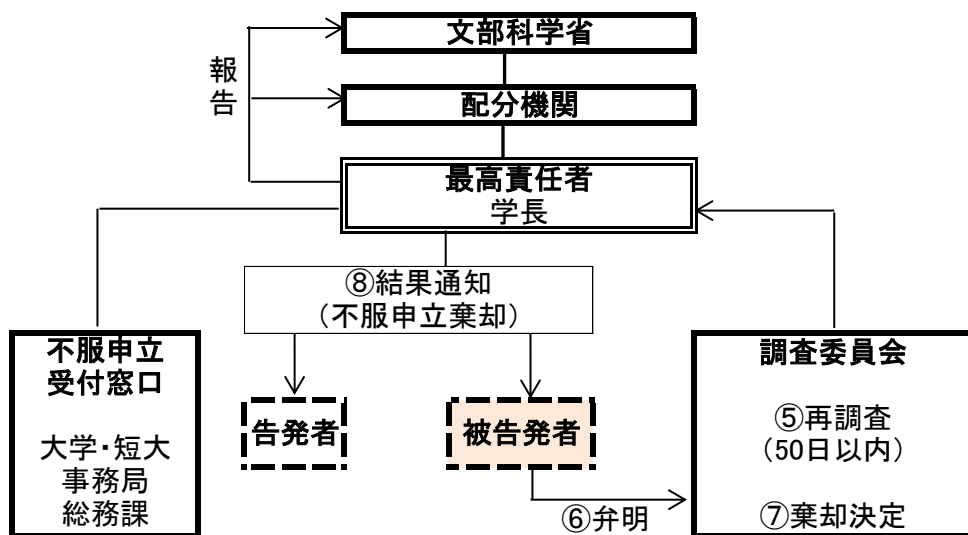 文部科学省
報告
配分機関
最高責任者
学長
⑧結果通知
(不服申立棄却)
不服申立
受付窓口
大学・短大
事務局
総務課
告発者
被告発者
⑥弁明
調査委員会
⑤再調査
(50日以内)
⑦棄却決定